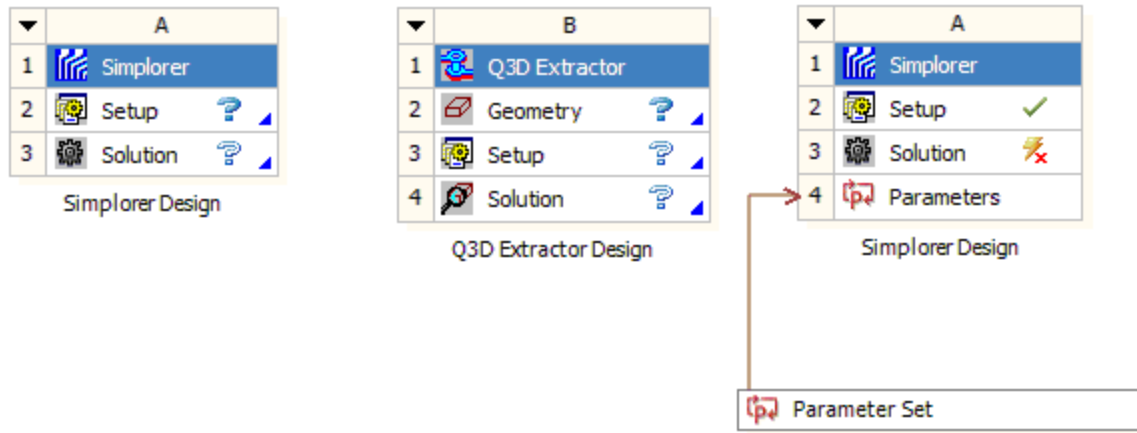 A
1 Simplorer
2 Setup
3 Solution
Simplorer Design
B
1 Q3D Extractor
2 Geometry
3 Setup
4 Solution
Q3D Extractor Design
A
1 Simplorer
2 Setup
3 Solution
4 Parameters
Simplorer Design
Parameter Set